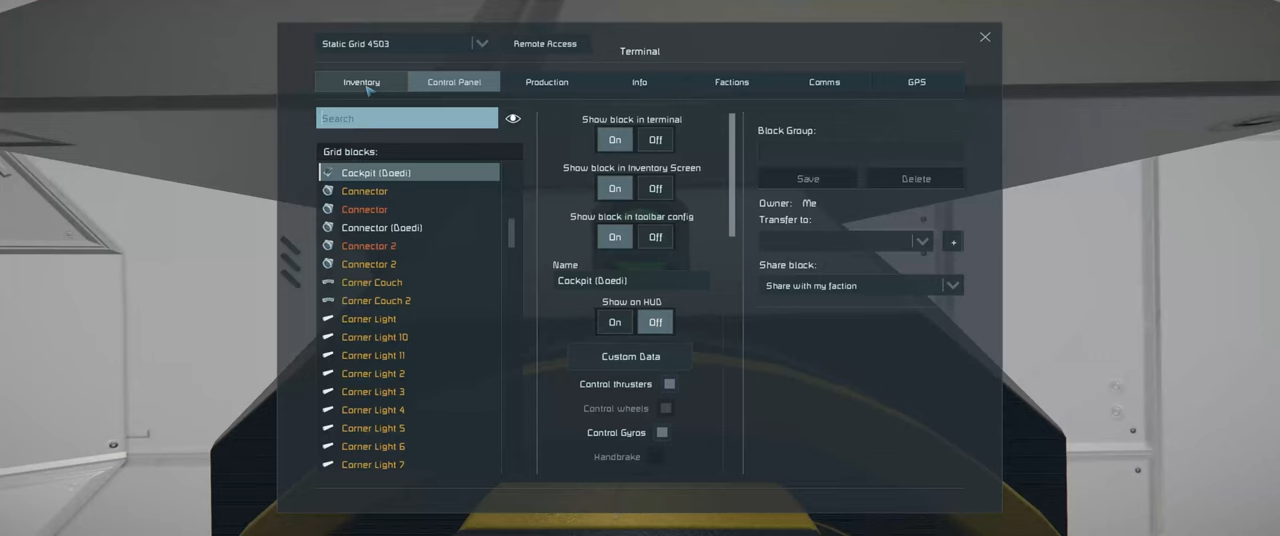 Static Grid 4503
Remote Access
Terminal
Inventory
Control Panel
Production
Info
Factions
Comms
GPS
Search
Grid blocks:
Cockpit (Daedi)
Connector
Connector
Connector (Daedi)
Connector 2
Connector 2
Corner Couch
Corner Couch 2
Corner Light
Corner Light 10
Corner Light 11
Corner Light 2
Corner Light 3
Corner Light 4
Corner Light 5
Corner Light 6
Corner Light 7
Show block in terminal
On Off
Show block in Inventory Screen
On Off
Show block in toolbar config
On Off
Name
Cockpit (Daedi)
Show on HUD
On Off
Custom Data
Control thrusters
Control wheels
Control Gyros
Handbrake
Block Group:
Save
Delete
Owner: Me
Transfer to:
+
Share block:
Share with my faction